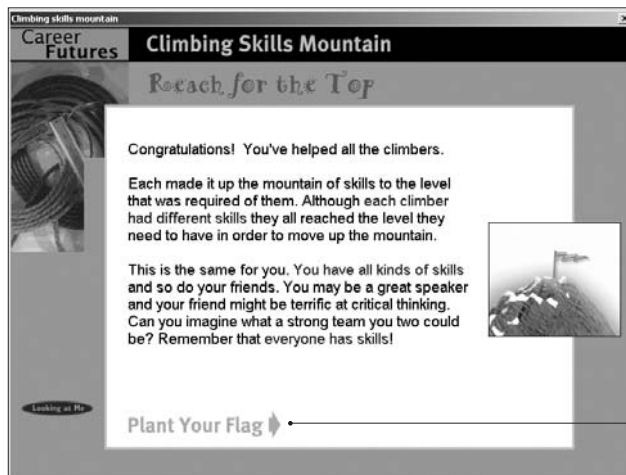 Climbing skills mountain
Career
Futures
Climbing Skills Mountain
Reach for the Top
Congratulations! You've helped all the climbers.
Each made it up the mountain of skills to the level
that was required of them. Although each climber
had different skills they all reached the level they
need to have in order to move up the mountain.
This is the same for you. You have all kinds of skills
and so do your friends. You may be a great speaker
and your friend might be terrific at critical thinking.
Can you imagine what a strong team you two could
be? Remember that everyone has skills!
Looking at Me
Plant Your Flag